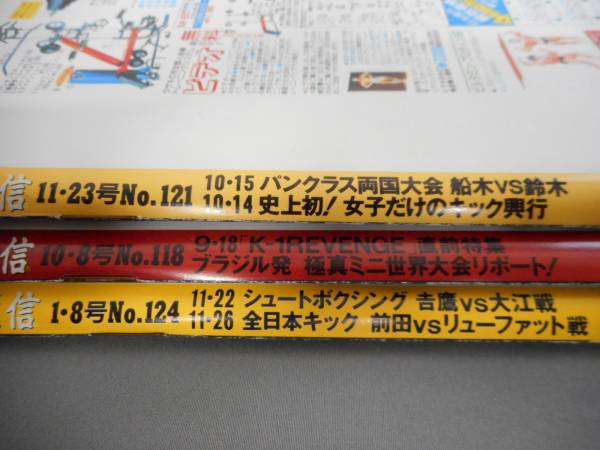 無料
ビデオ
信 11・23号No.121 10・15 パンクラス両国大会 船木VS鈴木
10・14 史上初！女子だけのキック興行
信 10・8号No.118 9・18「K-1REVENGE」直前特集
ブラジル発 極真ミニ世界大会リポート！
信 1・8号No.124 11・22 シュートボクシング 吉鷹vs大江戦
11・26 全日本キック 前田vsリューファット戦